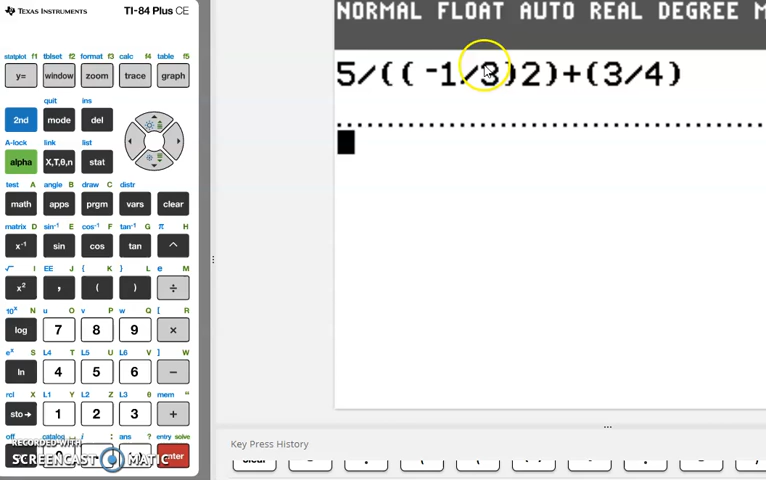 TEXAS INSTRUMENTS TI-84 Plus CE
statplot f1 tblset f2 format f3 calc f4 table f5
y= window zoom trace graph
quit ins
2nd mode del
A-lock link list
alpha X,T,θ,n stat
test A angle B draw C distr
math apps prgm vars clear
matrix D sin⁻¹ E cos⁻¹ F tan⁻¹ G π H
x⁻¹ sin cos tan ^
√ I EE J { K } L e M
x² , ( ) ÷
10ˣ N u O v P w Q [ R
log 7 8 9 ×
eˣ S L4 T L5 U L6 V ] W
ln 4 5 6 −
rcl X L1 Y L2 Z L3 θ mem "
sto→ 1 2 3 +
off catalog i : ans ? entry solve
enter
RECORDED WITH
SCREENCAST MATIC
NORMAL FLOAT AUTO REAL DEGREE M
5/((-1/3)2)+(3/4)
Key Press History
clear